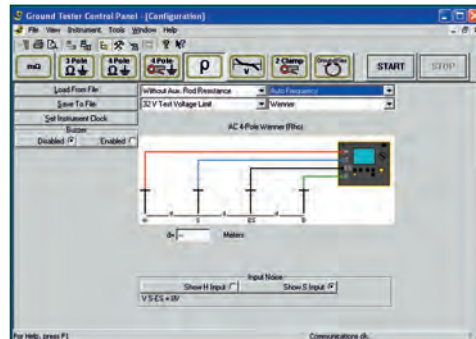 Ground Tester Control Panel - [Configuration]
File View Instrument Tools Window Help
mΩ 3 Pole Ω 4 Pole Ω 4 Pole ρ V 2 Clamp START STOP
Load From File Without Aux. Rod Resistance Auto Frequency
Save To File 32 V Test Voltage Limit Wenner
Set Instrument Clock
Buzzer
Disabled Enabled
AC 4-Pole Wenner (Rho)
H S ES E
d= -- Meters
Input Noise
Show H Input Show S Input
V S-ES =
For Help, press F1 Communications ok.